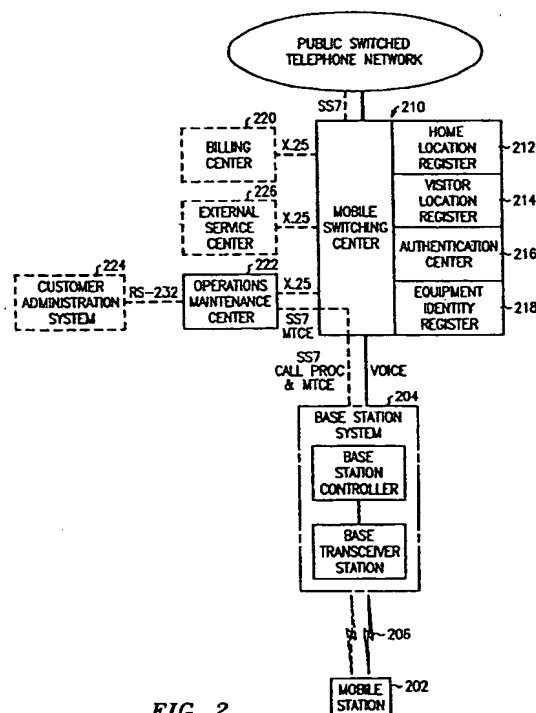 PUBLIC SWITCHED
TELEPHONE NETWORK
SS7
210
220
BILLING
CENTER
X.25
HOME
LOCATION
REGISTER
212
226
EXTERNAL
SERVICE
CENTER
X.25
MOBILE
SWITCHING
CENTER
VISITOR
LOCATION
REGISTER
214
AUTHENTICATION
CENTER
216
224
CUSTOMER
ADMINISTRATION
SYSTEM
RS-232
222
OPERATIONS
MAINTENANCE
CENTER
X.25
SS7
MTCE
EQUIPMENT
IDENTITY
REGISTER
218
SS7
CALL PROC
& MTCE
VOICE
204
BASE STATION
SYSTEM
BASE
STATION
CONTROLLER
BASE
TRANSCEIVER
STATION
206
MOBILE
STATION
202
FIG. 2